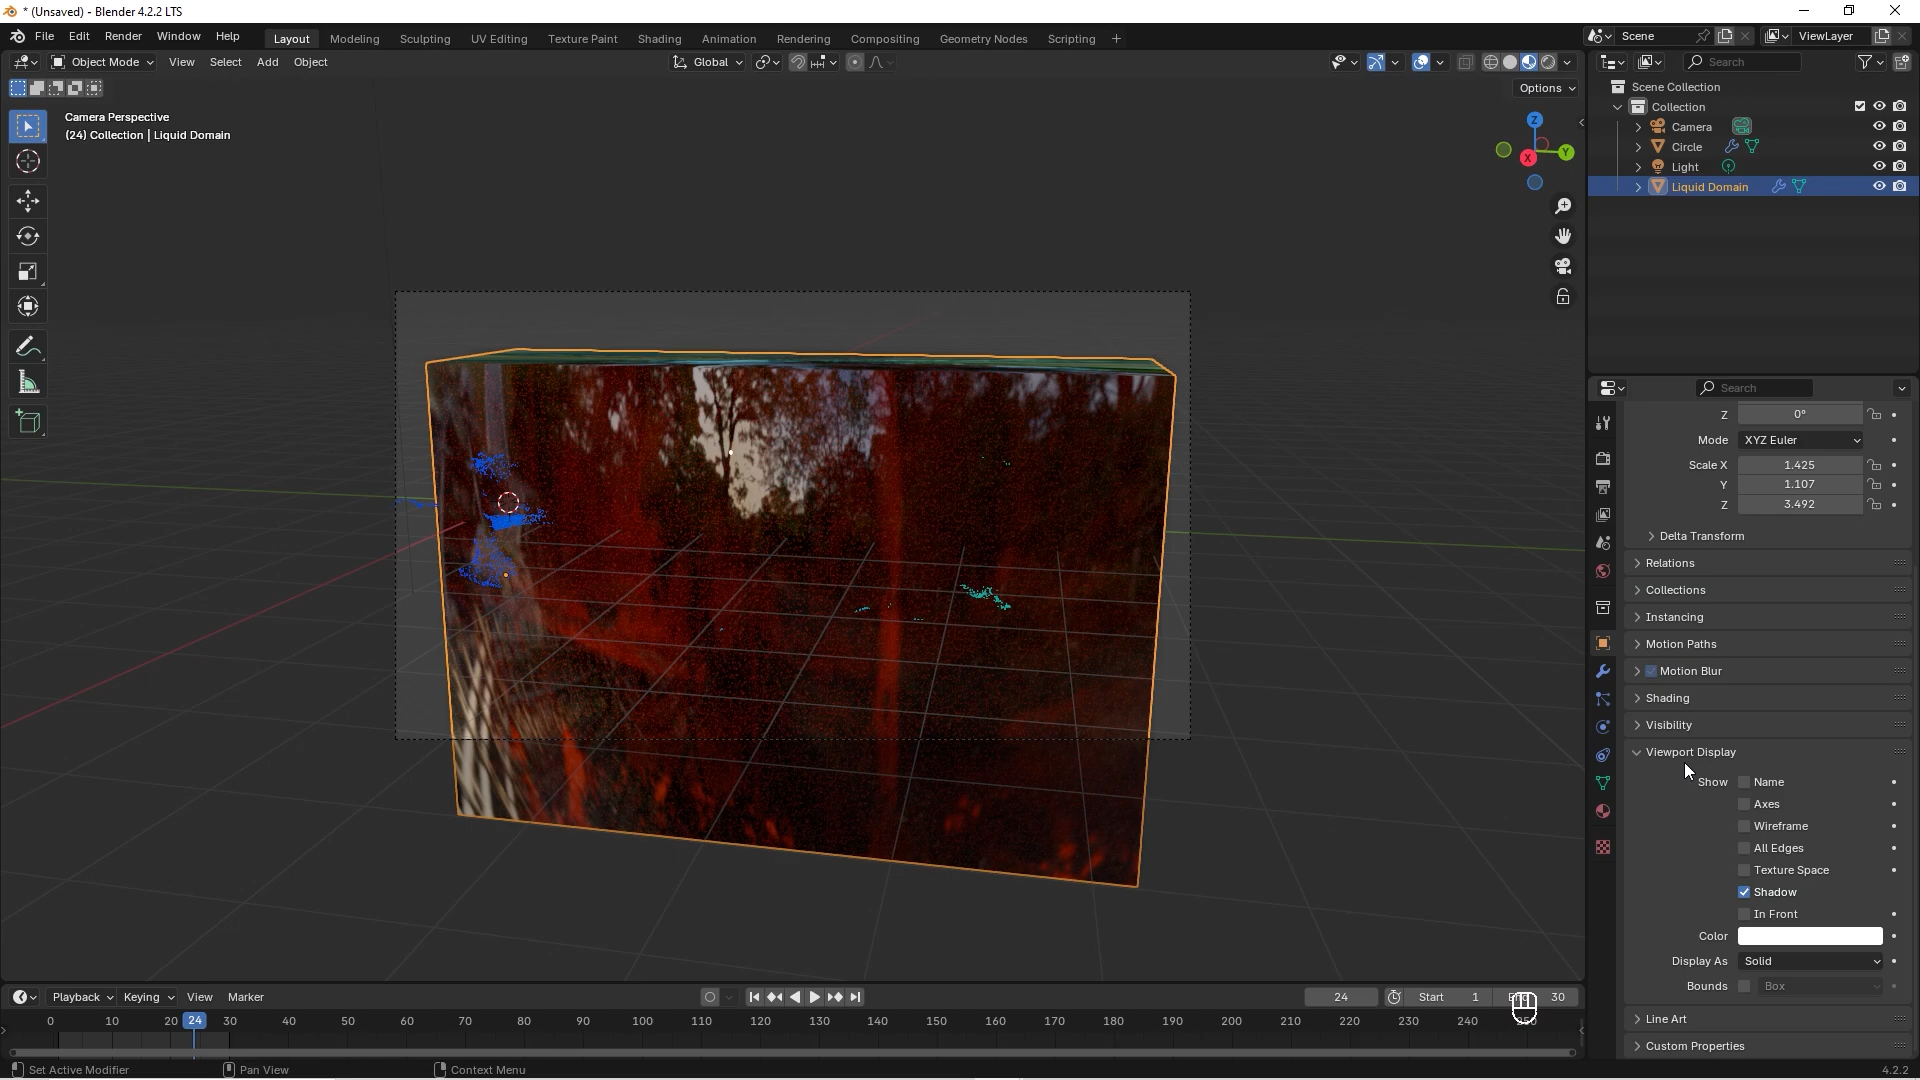 * (Unsaved) - Blender 4.2.2 LTS
File Edit Render Window Help Layout Modeling Sculpting UV Editing Texture Paint Shading Animation Rendering Compositing Geometry Nodes Scripting + Scene ViewLayer
Object Mode View Select Add Object Global Search
Options
Scene Collection
Collection
Camera
Circle
Light
Liquid Domain
Camera Perspective
(24) Collection | Liquid Domain
Z
Y
X
Search
Z 0°
Mode XYZ Euler
Scale X 1.425
Y 1.107
Z 3.492
Delta Transform
Relations
Collections
Instancing
Motion Paths
Motion Blur
Shading
Visibility
Viewport Display
Show Name
Axes
Wireframe
All Edges
Texture Space
Shadow
In Front
Color
Display As Solid
Bounds Box
Line Art
Custom Properties
Playback Keying View Marker 24 Start 1 30
0 10 20 24 30 40 50 60 70 80 90 100 110 120 130 140 150 160 170 180 190 200 210 220 230 240
Set Active Modifier Pan View Context Menu 4.2.2